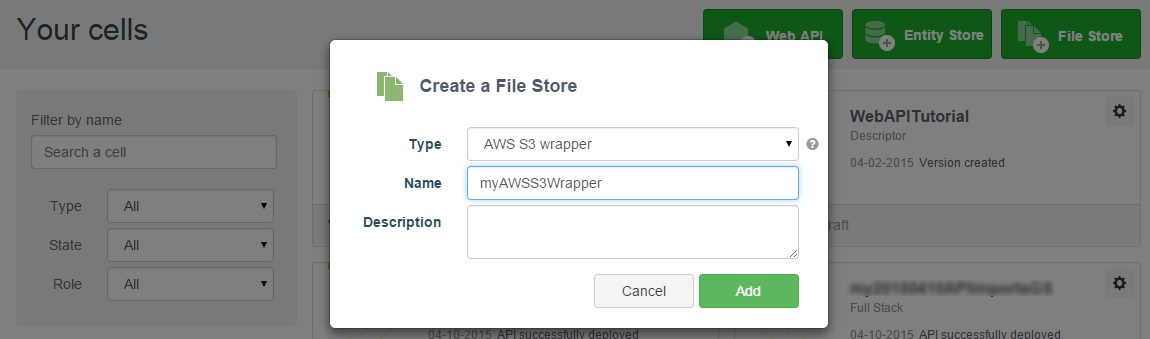 Your cells
Web API
Entity Store
File Store
Create a File Store
Type
AWS S3 wrapper
Name
myAWSS3Wrapper
Description
Cancel
Add
Filter by name
Search a cell
Type
All
State
All
Role
All
WebAPITutorial
Descriptor
04-02-2015 Version created
raft
Full Stack
04-10-2015 API successfully deployed
04-10-2015 API successfully deployed